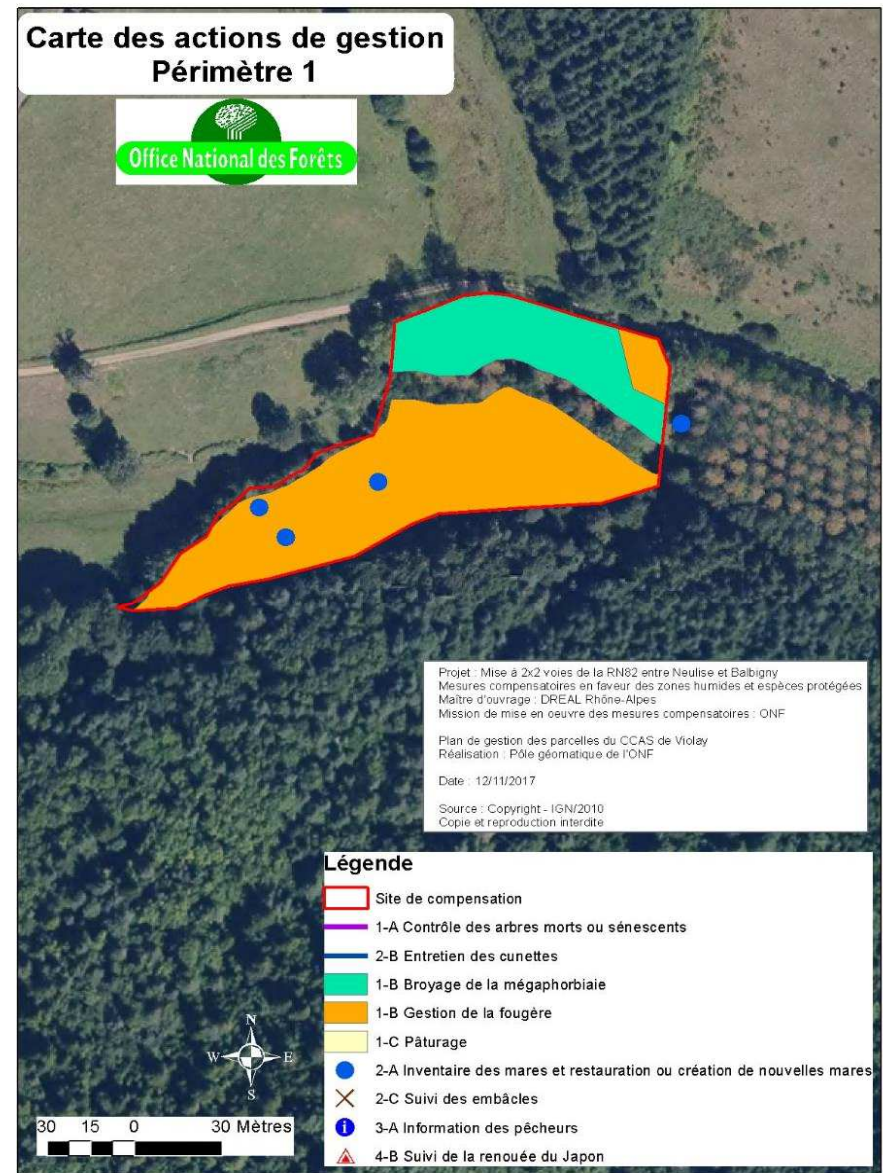 Carte des actions de gestion
Périmètre 1
Office National des Forêts
Projet : Mise à 2x2 voies de la RN82 entre Neulise et Balbigny
Mesures compensatoires en faveur des zones humides et espèces protégées
Maître d'ouvrage : DREAL Rhône-Alpes
Mission de mise en oeuvre des mesures compensatoires : ONF
Plan de gestion des parcelles du CCAS de Violay
Réalisation : Pôle géomatique de l'ONF
Date : 12/11/2017
Source : Copyright - IGN/2010
Copie et reproduction interdite
Légende
Site de compensation
1-A Contrôle des arbres morts ou sénescents
2-B Entretien des cunettes
1-B Broyage de la mégaphorbiaie
1-B Gestion de la fougère
1-C Pâturage
2-A Inventaire des mares et restauration ou création de nouvelles mares
2-C Suivi des embâcles
3-A Information des pêcheurs
4-B Suivi de la renouée du Japon
N
W E
S
30 15 0 30 Mètres